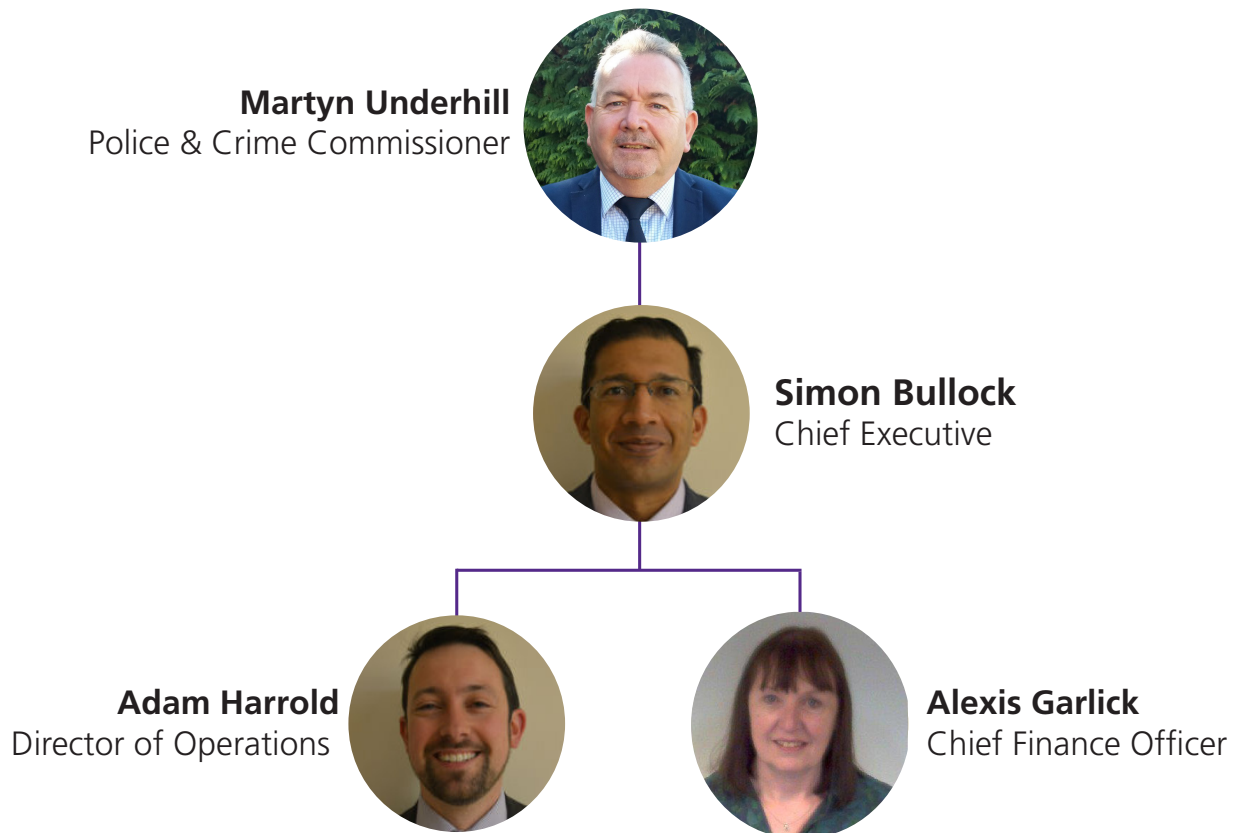 Martyn Underhill
Police & Crime Commissioner
Simon Bullock
Chief Executive
Adam Harrold
Director of Operations
Alexis Garlick
Chief Finance Officer